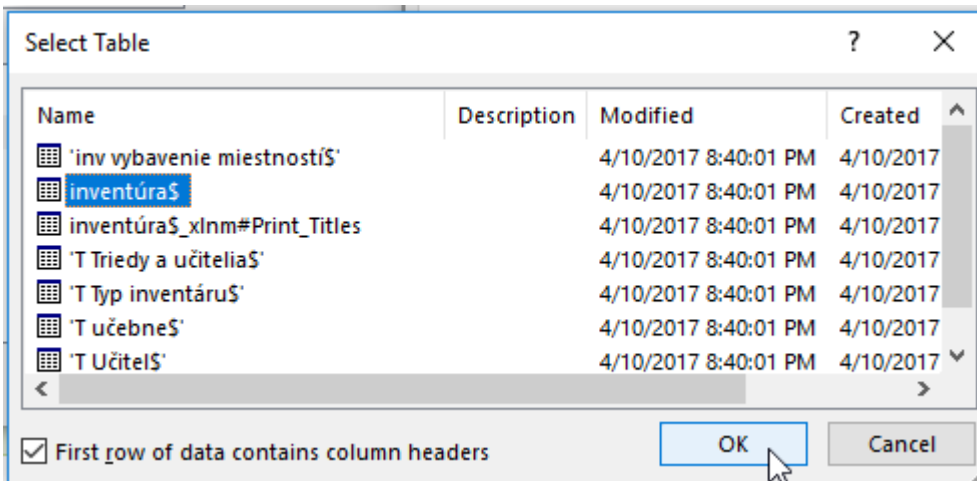 Select Table ?
Name Description Modified Created
'inv vybavenie miestností$' 4/10/2017 8:40:01 PM 4/10/2017
inventúra$ 4/10/2017 8:40:01 PM 4/10/2017
inventúra$_xlnm#Print_Titles 4/10/2017 8:40:01 PM 4/10/2017
'T Triedy a učitelia$' 4/10/2017 8:40:01 PM 4/10/2017
'T Typ inventáru$' 4/10/2017 8:40:01 PM 4/10/2017
'T učebne$' 4/10/2017 8:40:01 PM 4/10/2017
'T Učitel$' 4/10/2017 8:40:01 PM 4/10/2017
First row of data contains column headers OK Cancel